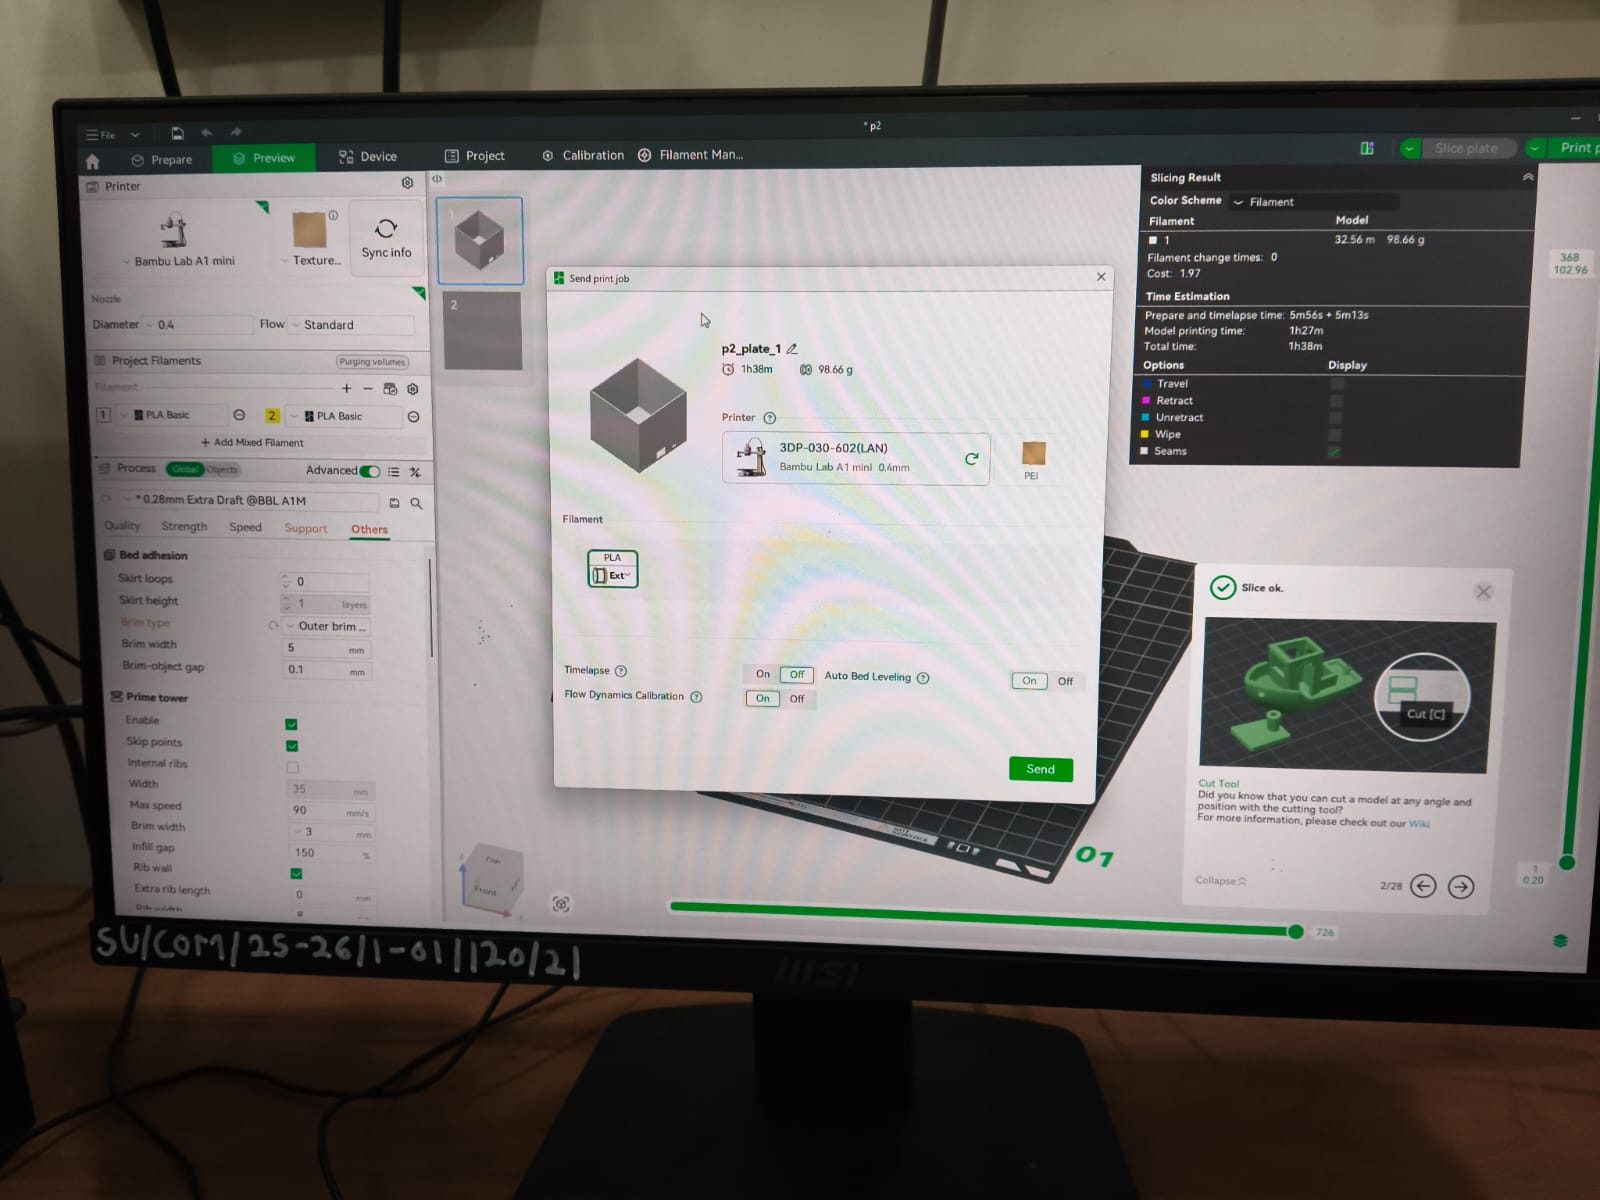 File
* p2
Prepare
Preview
Device
Project
Calibration
Filament Man...
Slice plate
Print p
Printer
Bambu Lab A1 mini
Texture...
Sync info
Nozzle
Diameter 0.4 Flow Standard
Project Filaments
Purging volumes
Filament
1 PLA Basic 2 PLA Basic
+ Add Mixed Filament
Process Global Objects Advanced
* 0.28mm Extra Draft @BBL A1M
Quality Strength Speed Support Others
Bed adhesion
Skirt loops 0
Skirt height 1 layers
Brim type Outer brim ...
Brim width 5 mm
Brim-object gap 0.1 mm
Prime tower
Enable
Skip points
Internal ribs
Width 35 mm
Max speed 90 mm/s
Brim width 3 mm
Infill gap 150 %
Rib wall
Extra rib length 0 mm
Rib width 8
1
2
Send print job
p2_plate_1
1h38m 98.66 g
Printer
3DP-030-602(LAN)
Bambu Lab A1 mini 0.4mm
PEI
Filament
PLA
Ext
Timelapse On Off Auto Bed Leveling On Off
Flow Dynamics Calibration On Off
Send
Slicing Result
Color Scheme Filament
Filament Model
1 32.56 m 98.66 g
Filament change times: 0
Cost: 1.97
Time Estimation
Prepare and timelapse time: 5m56s + 5m13s
Model printing time: 1h27m
Total time: 1h38m
Options Display
Travel
Retract
Unretract
Wipe
Seams
368
102.96
Slice ok.
Cut [C]
Cut Tool
Did you know that you can cut a model at any angle and
position with the cutting tool?
For more information, please check out our Wiki
Collapse
2/28
1
0.20
Top
Front
01
726
SU/Com/25-26/1-01/120/21
msi